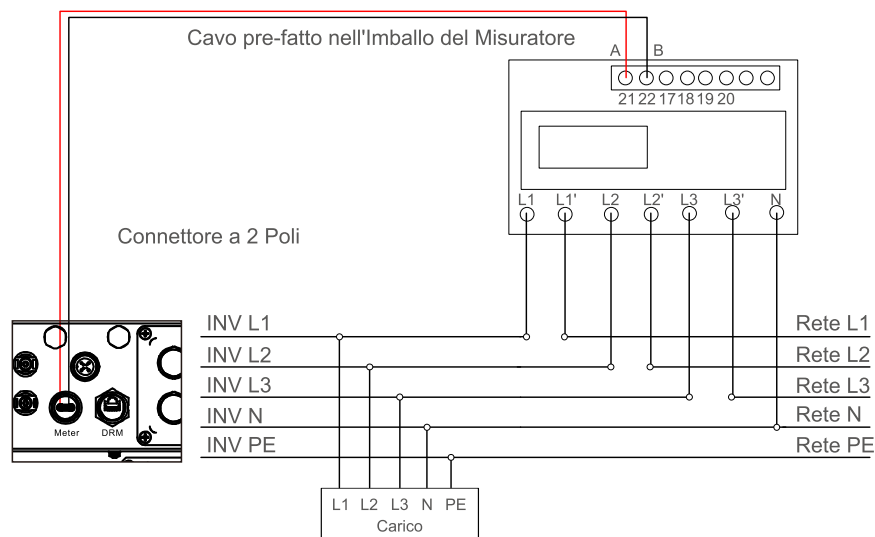 Cavo pre-fatto nell'Imballo del Misuratore
A B
21 22 17 18 19 20
L1 L1' L2 L2' L3 L3' N
Connettore a 2 Poli
INV L1
Rete L1
INV L2
Rete L2
INV L3
Rete L3
INV N
Rete N
INV PE
Rete PE
Meter DRM
L1 L2 L3 N PE
Carico